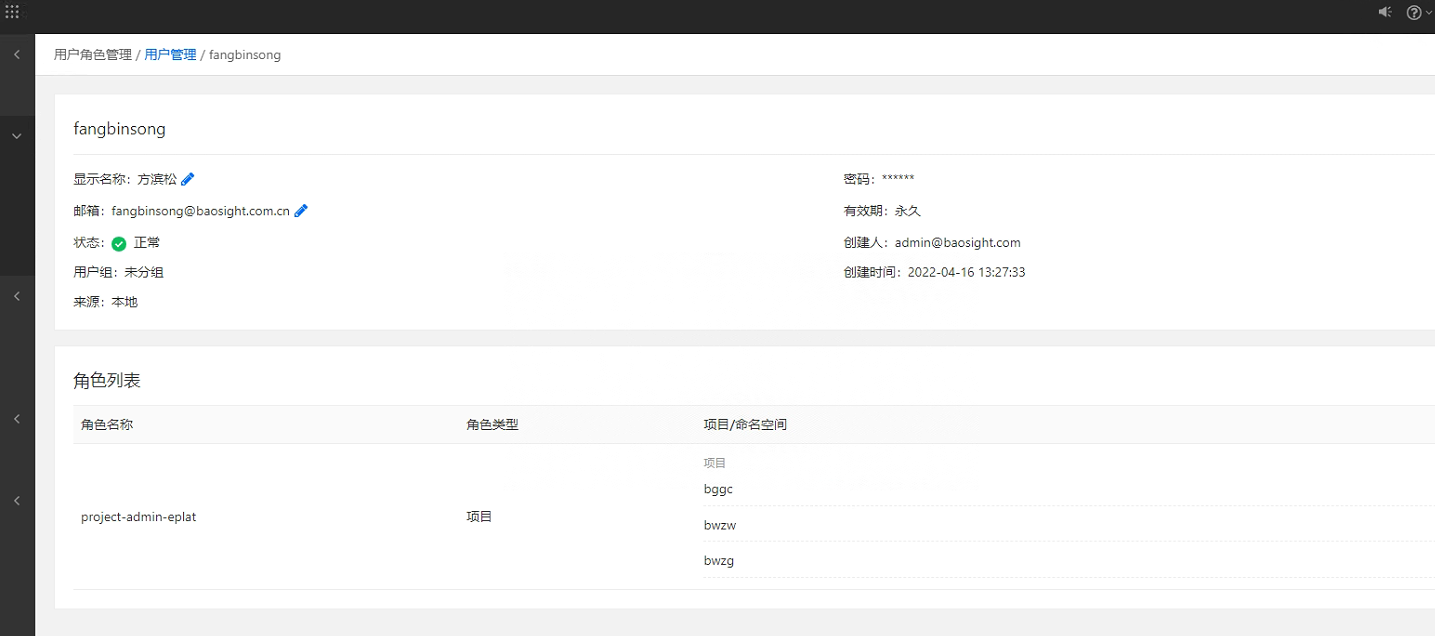 用户角色管理 / 用户管理 / fangbinsong
fangbinsong
显示名称：方滨松
密码：******
邮箱：fangbinsong@baosight.com.cn
有效期：永久
状态： 正常
创建人：admin@baosight.com
用户组：未分组
创建时间：2022-04-16 13:27:33
来源：本地
角色列表
角色名称 角色类型 项目/命名空间
项目
bggc
project-admin-eplat 项目
bwzw
bwzg